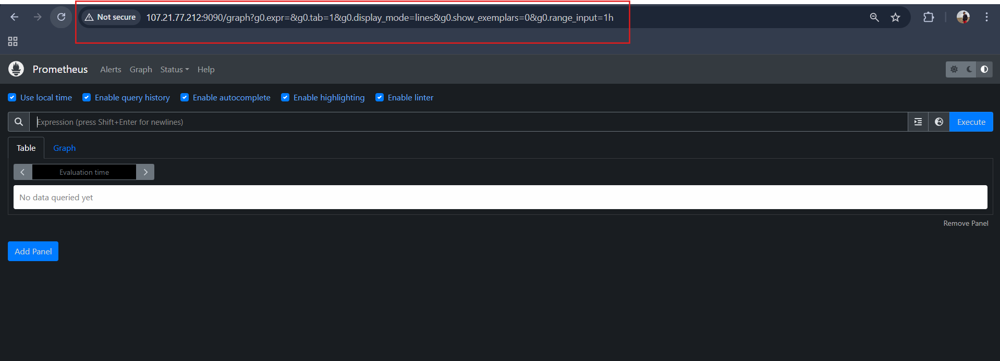 Not secure 107.21.77.212:9090/graph?g0.expr=&g0.tab=1&g0.display_mode=lines&g0.show_exemplars=0&g0.range_input=1h
Prometheus Alerts Graph Status Help
Use local time Enable query history Enable autocomplete Enable highlighting Enable linter
Expression (press Shift+Enter for newlines) Execute
Table Graph
Evaluation time
No data queried yet
Remove Panel
Add Panel